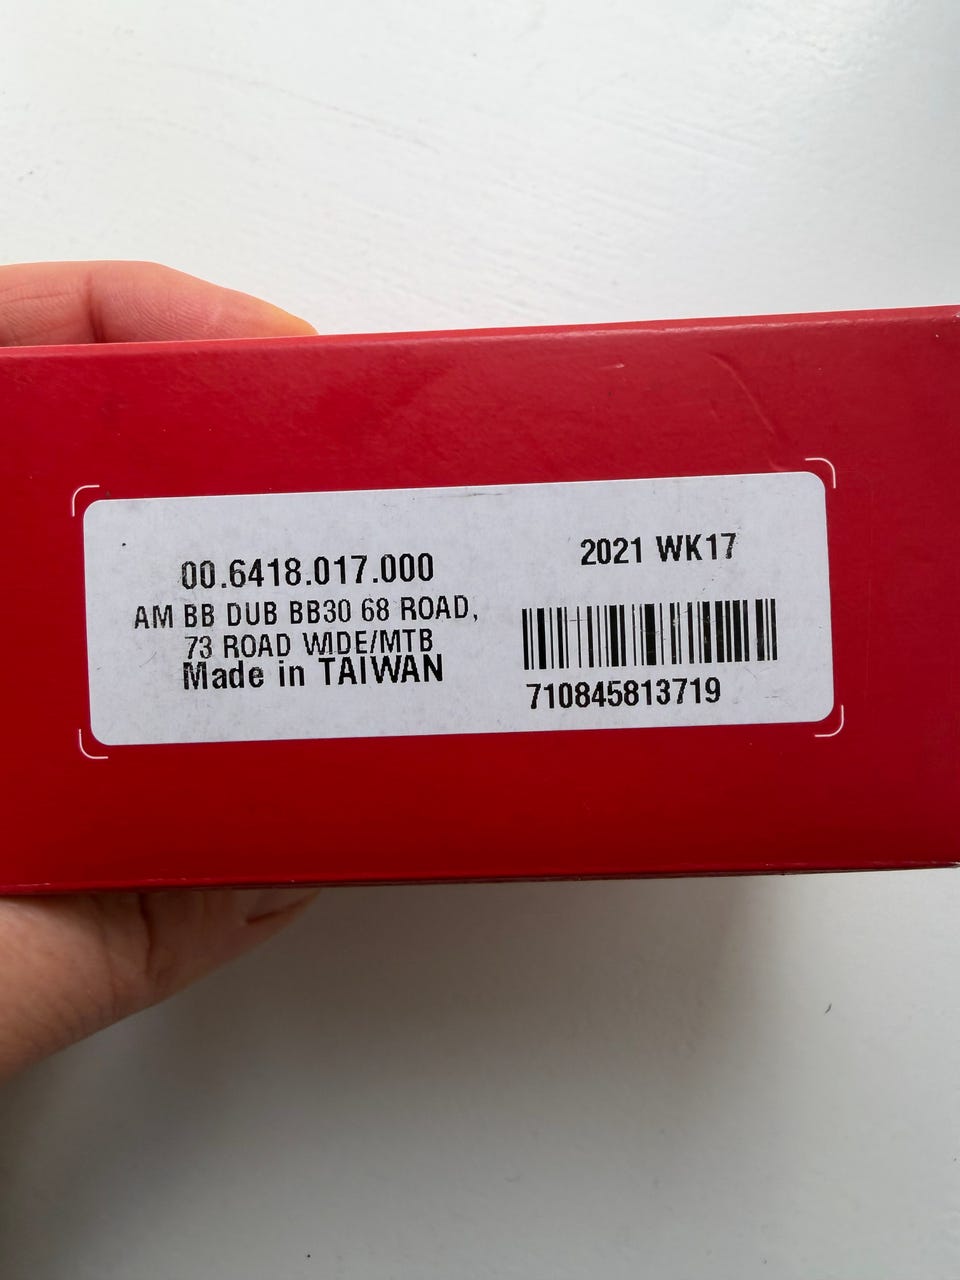 00.6418.017.000
AM BB DUB BB30 68 ROAD,
73 ROAD WIDE/MTB
Made in TAIWAN
2021 WK17
710845813719